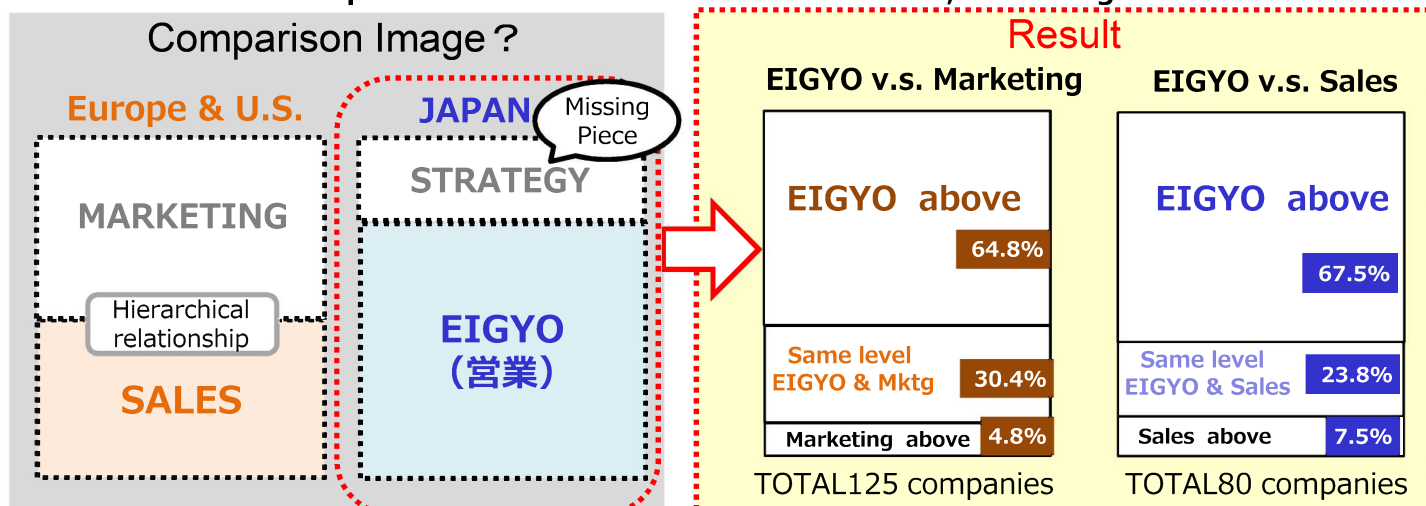 Comparison Image？
Europe & U.S.
MARKETING
Hierarchical
relationship
SALES
JAPAN
Missing
Piece
STRATEGY
EIGYO
（営業）
Result
EIGYO v.s. Marketing
EIGYO above
64.8%
Same level
EIGYO & Mktg
30.4%
Marketing above
4.8%
TOTAL125 companies
EIGYO v.s. Sales
EIGYO above
67.5%
Same level
EIGYO & Sales
23.8%
Sales above
7.5%
TOTAL80 companies